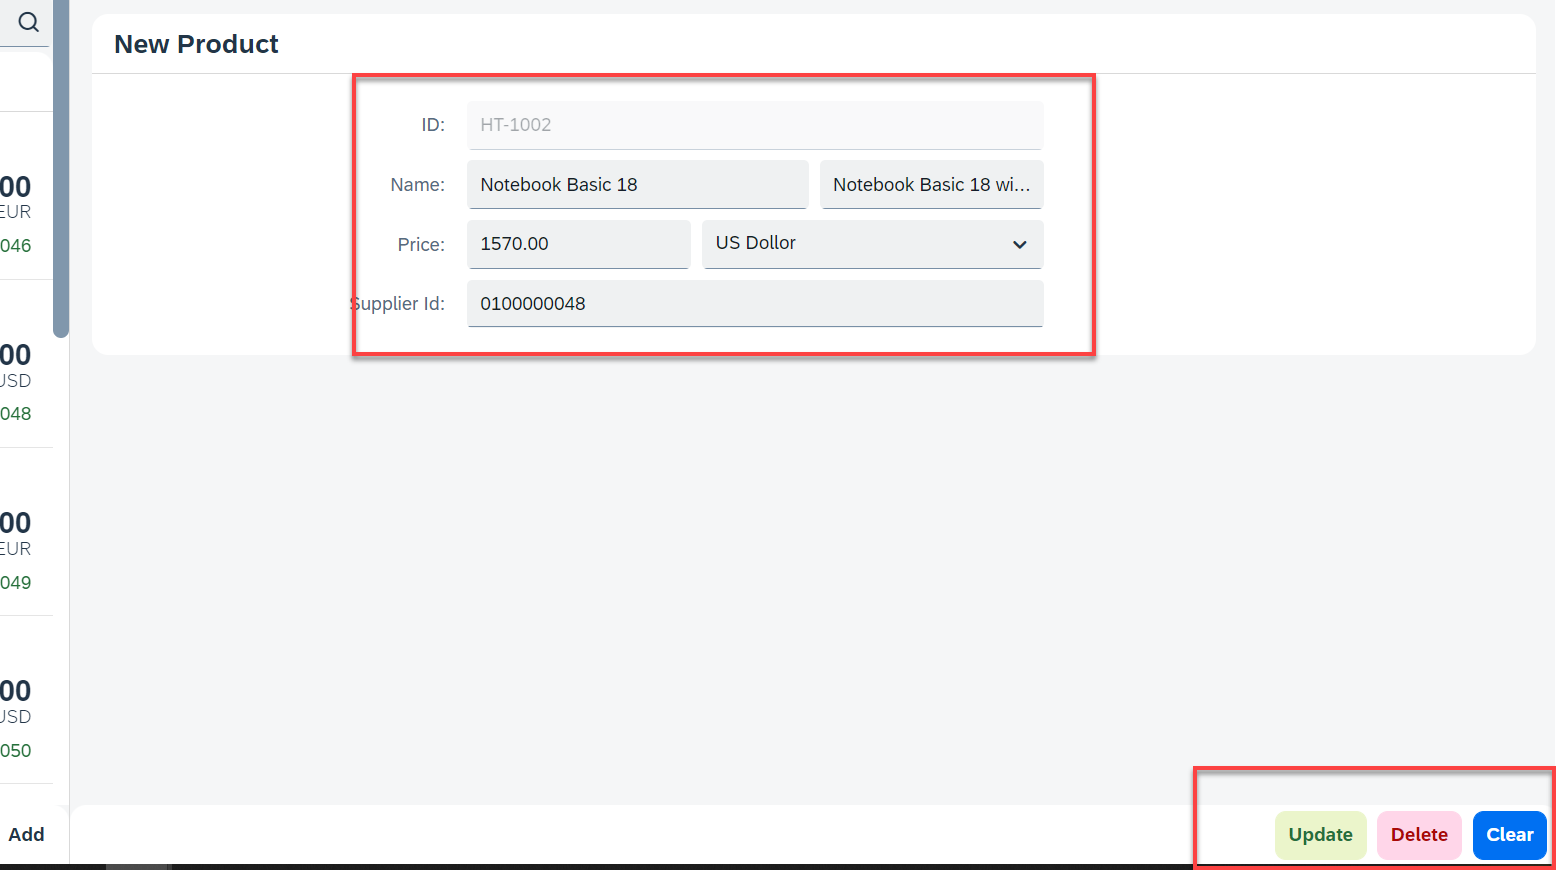 New Product
ID: HT-1002
Name: Notebook Basic 18 Notebook Basic 18 wi...
Price: 1570.00 US Dollor
Supplier Id: 0100000048
00
EUR
046
00
USD
048
00
EUR
049
00
USD
050
Add
Update Delete Clear